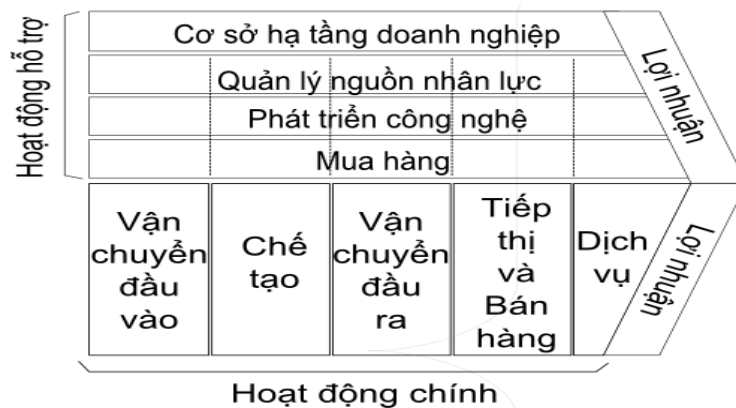 Hoạt động hỗ trợ
Cơ sở hạ tầng doanh nghiệp
Quản lý nguồn nhân lực
Phát triển công nghệ
Mua hàng
Lợi nhuận
Vận
chuyển
đầu
vào
Chế
tạo
Vận
chuyển
đầu
ra
Tiếp
thị
và
Bán
hàng
Dịch
vụ
Lợi nhuận
Hoạt động chính